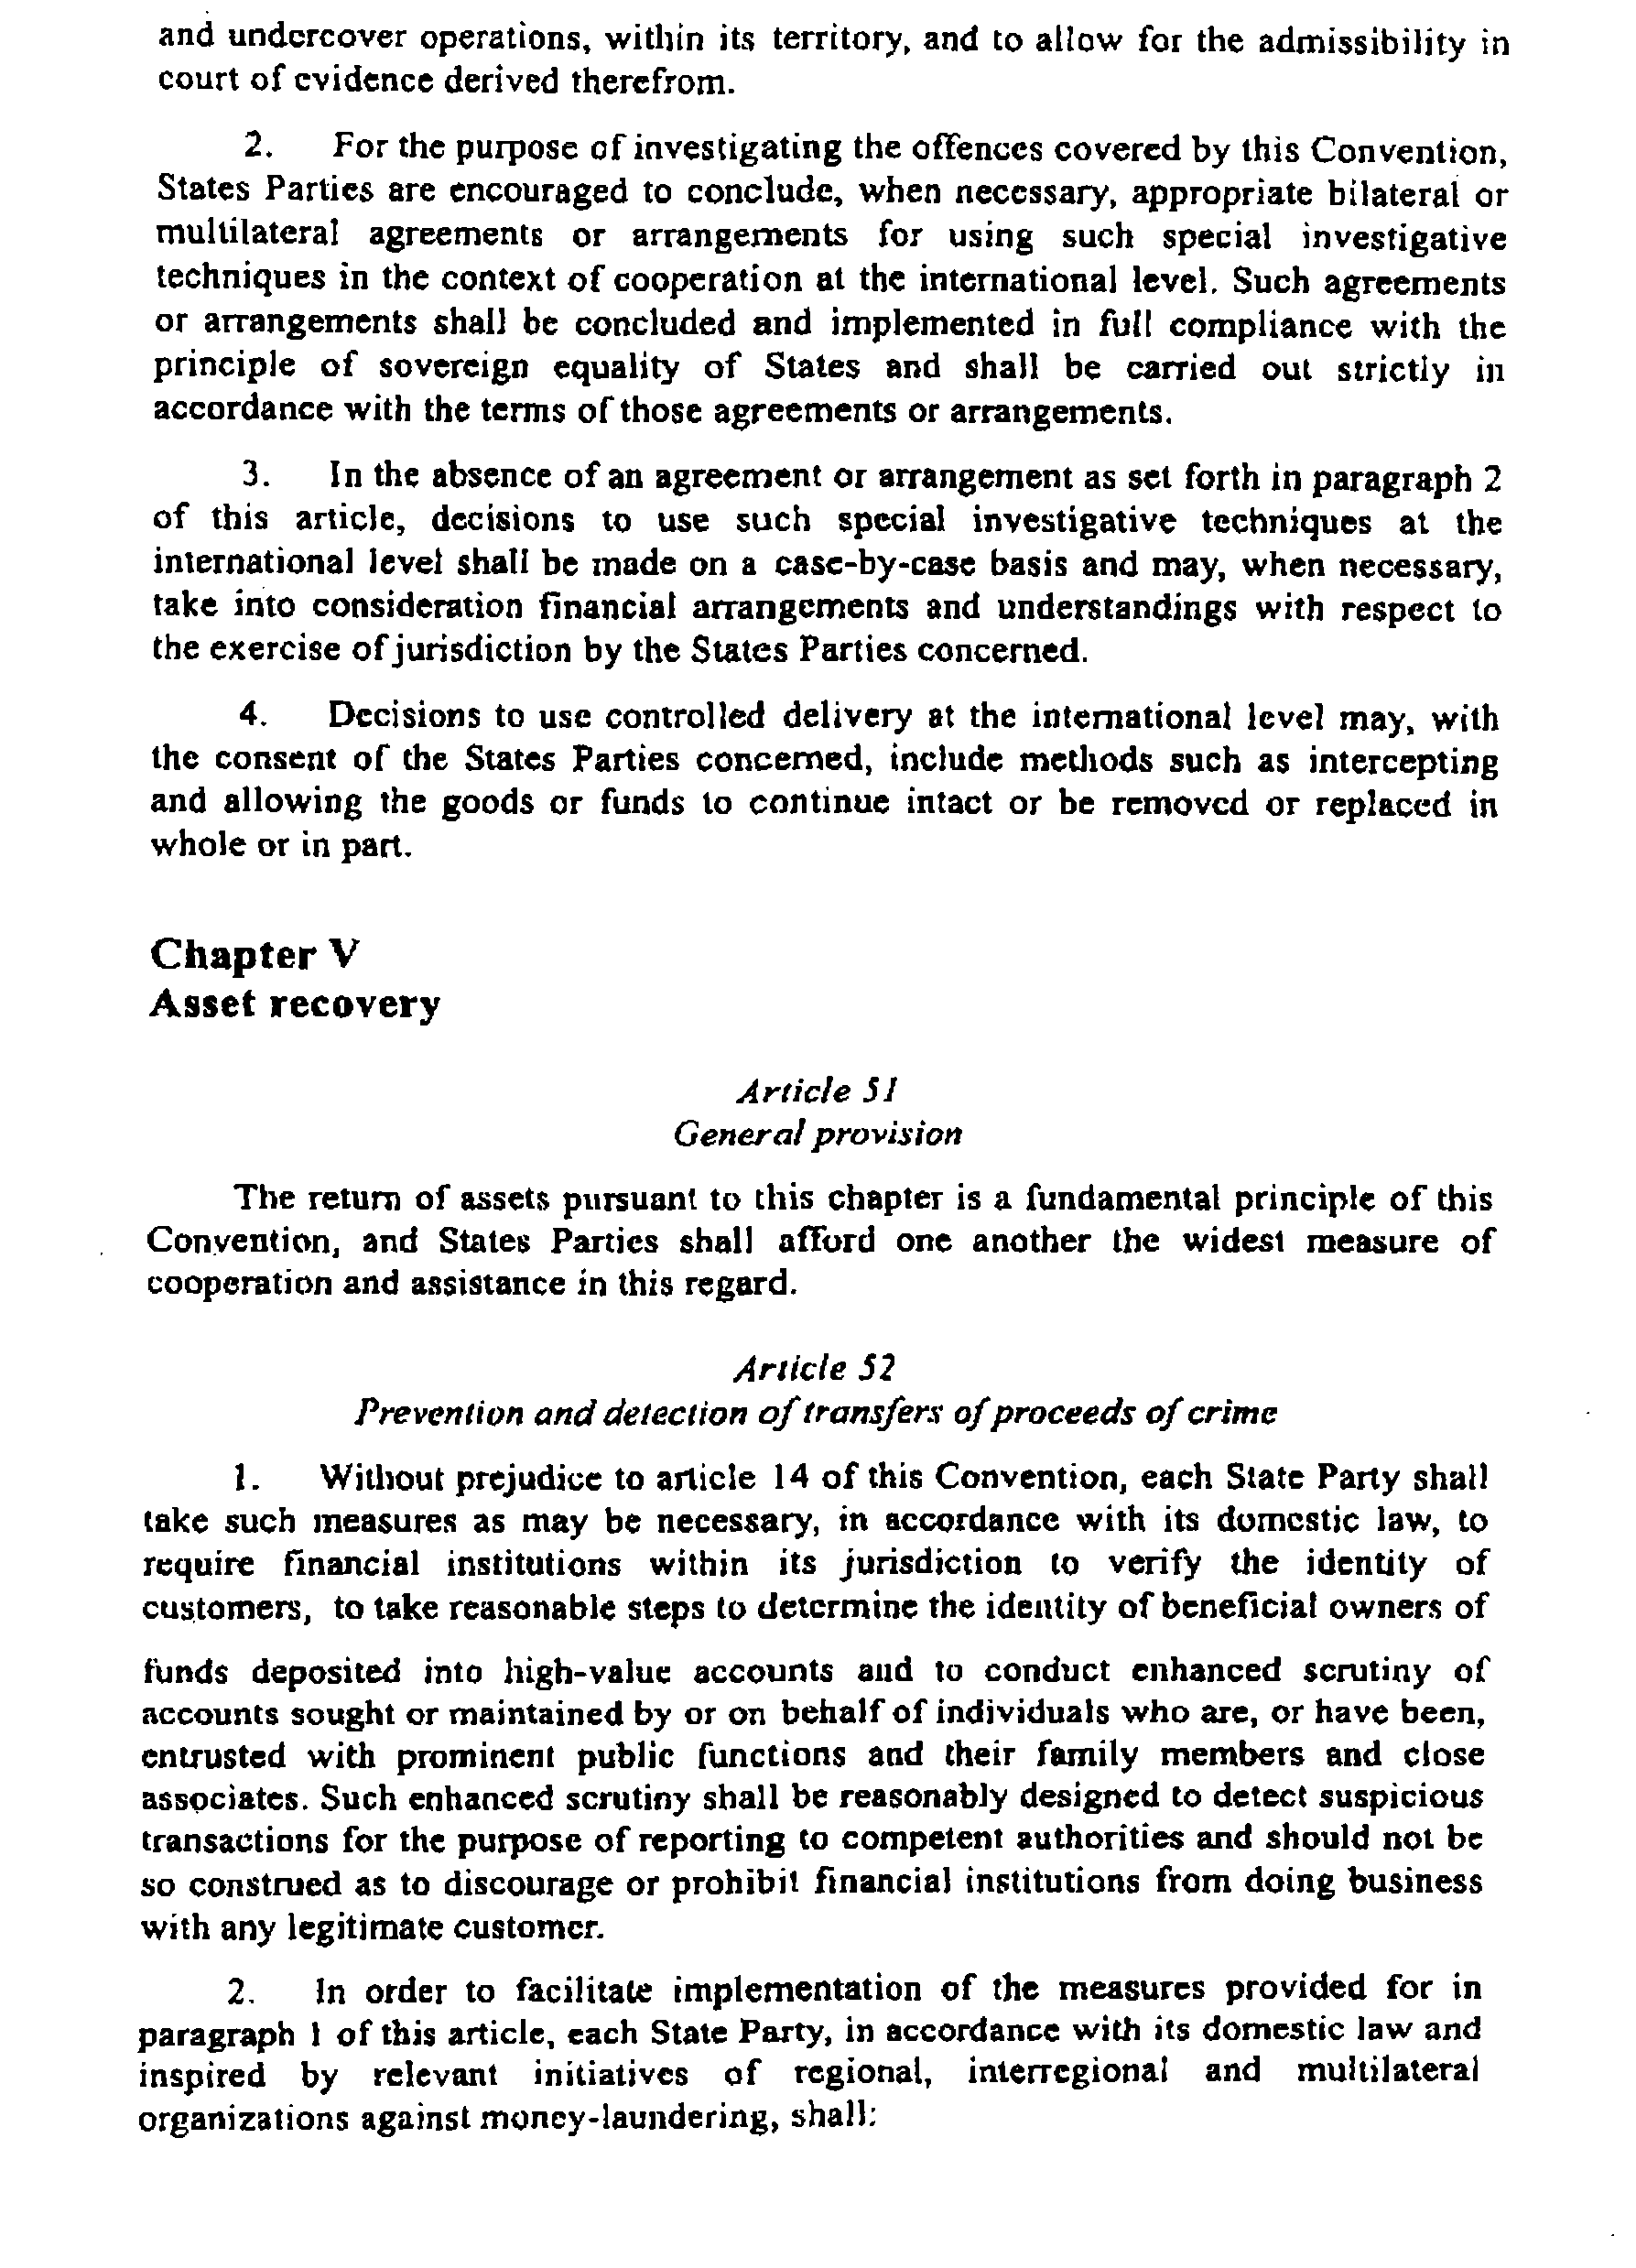 and undercover operations, within its territory, and to allow for the admissibility in
court of evidence derived therefrom.
2. For the purpose of investigating the offences covered by this Convention,
States Parties are encouraged to conclude, when necessary, appropriate bilateral or
multilateral agreements or arrangements for using such special investigative
techniques in the context of cooperation at the international level. Such agreements
or arrangements shall be concluded and implemented in full compliance with the
principle of sovereign equality of States and shall be carried out strictly in
accordance with the terms of those agreements or arrangements.
3. In the absence of an agreement or arrangement as set forth in paragraph 2
of this article, decisions to use such special investigative techniques at the
international level shall be made on a case-by-case basis and may, when necessary,
take into consideration financial arrangements and understandings with respect to
the exercise of jurisdiction by the States Parties concerned.
4. Decisions to use controlled delivery at the international level may, with
the consent of the States Parties concerned, include methods such as intercepting
and allowing the goods or funds to continue intact or be removed or replaced in
whole or in part.
Chapter V
Asset recovery
Article 51
General provision
The return of assets pursuant to this chapter is a fundamental principle of this
Convention, and States Parties shall afford one another the widest measure of
cooperation and assistance in this regard.
Article 52
Prevention and detection of transfers of proceeds of crime
1. Without prejudice to article 14 of this Convention, each State Party shall
take such measures as may be necessary, in accordance with its domestic law, to
require financial institutions within its jurisdiction to verify the identity of
customers, to take reasonable steps to determine the identity of beneficial owners of
funds deposited into high-value accounts and to conduct enhanced scrutiny of
accounts sought or maintained by or on behalf of individuals who are, or have been,
entrusted with prominent public functions and their family members and close
associates. Such enhanced scrutiny shall be reasonably designed to detect suspicious
transactions for the purpose of reporting to competent authorities and should not be
so construed as to discourage or prohibit financial institutions from doing business
with any legitimate customer.
2. In order to facilitate implementation of the measures provided for in
paragraph 1 of this article, each State Party, in accordance with its domestic law and
inspired by relevant initiatives of regional, interregional and multilateral
organizations against money-laundering, shall: